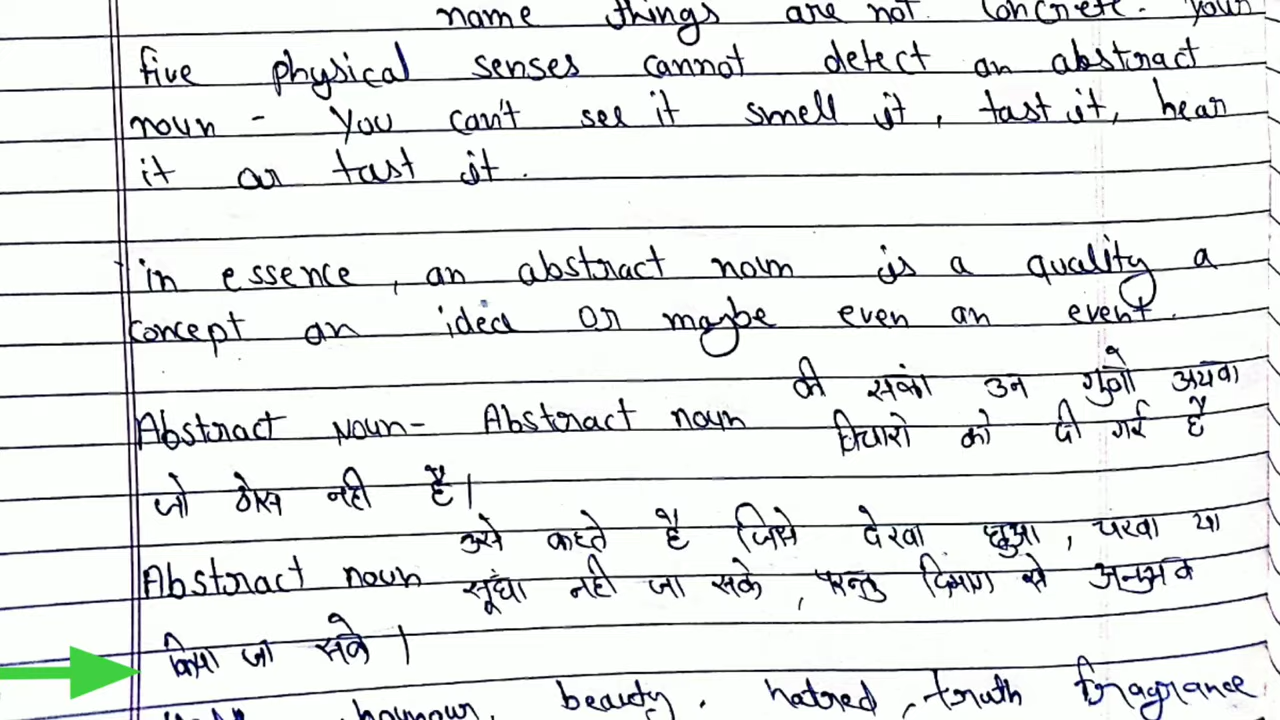 name things are not concrete. your
five physical senses cannot detect an abstract
noun - You can't see it smell it, tast it, hear
it or tast it.
in essence, an abstract noun is a quality a
concept an idea or maybe even an event.
की सकां उन गुणों अथवा
Abstract Noun- Abstract noun विचारो को दी गई है
जो ठोस नही है।
उसे कहते है जिसे देखा छुआ, चखा या
Abstract noun सूंघा नही जा सके, परन्तु दिमाग से अनुभव
किया जा सके।
honour, beauty, hatred, truth fragrance